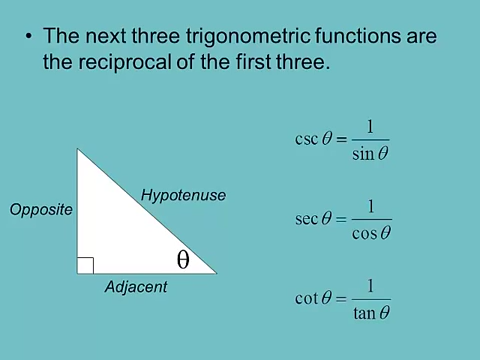 • The next three trigonometric functions are
the reciprocal of the first three.
csc θ = 1/sin θ
Hypotenuse
Opposite
sec θ = 1/cos θ
θ
Adjacent
cot θ = 1/tan θ